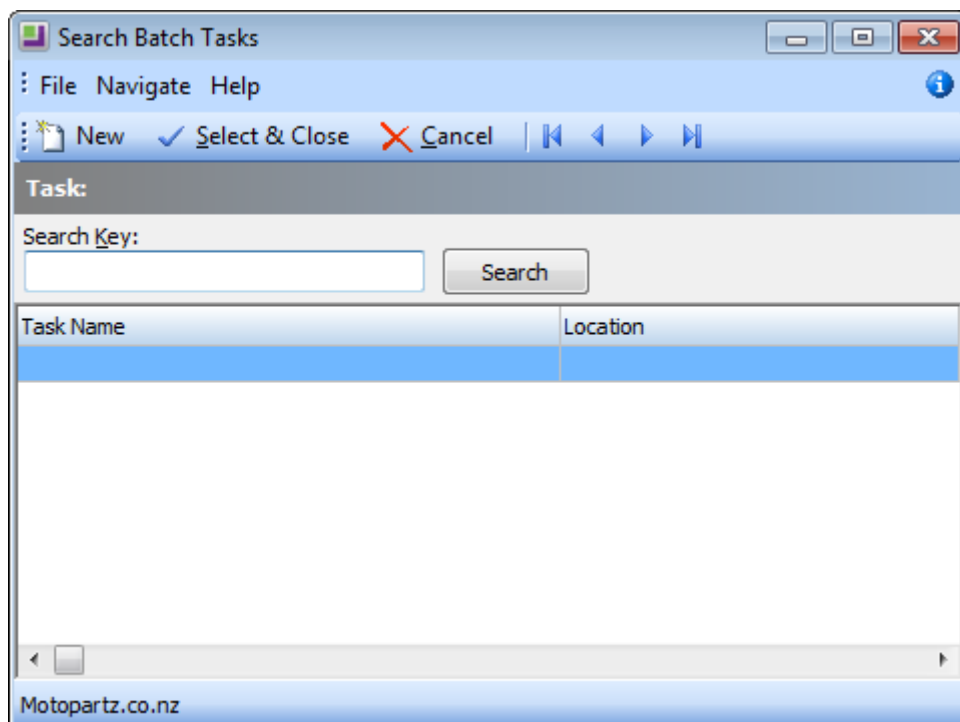 Search Batch Tasks
File Navigate Help
New Select & Close Cancel
Task:
Search Key:
Search
Task Name Location
Motopartz.co.nz